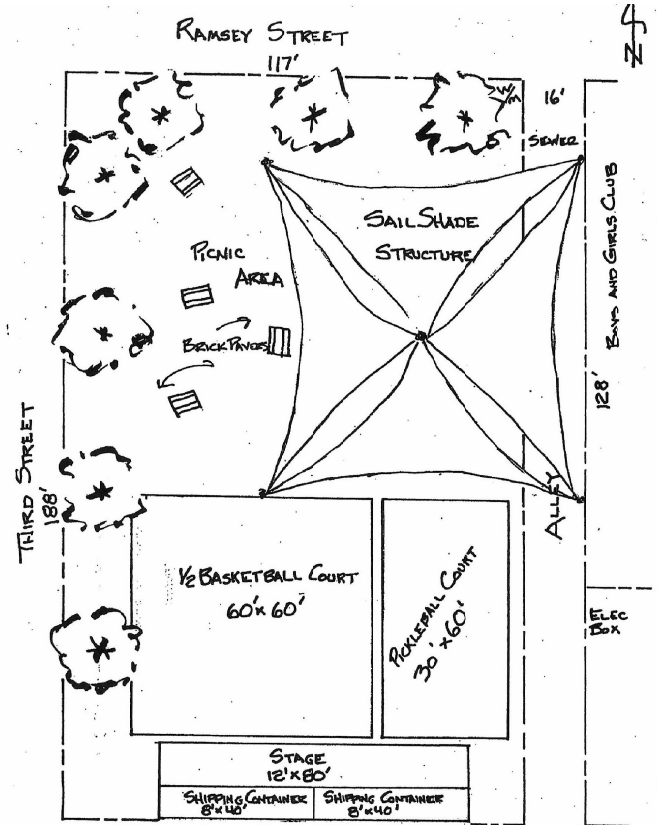 RAMSEY STREET
117'
N
W/M
16'
SEWER
SAIL SHADE
STRUCTURE
PICNIC
AREA
BRICK PAVERS
BOYS AND GIRLS CLUB
128'
THIRD STREET
188'
ALLEY
1/2 BASKETBALL COURT
60' x 60'
PICKLEBALL COURT
30' x 60'
ELEC
BOX
STAGE
12' x 80'
SHIPPING CONTAINER
8' x 40'
SHIPPING CONTAINER
8' x 40'